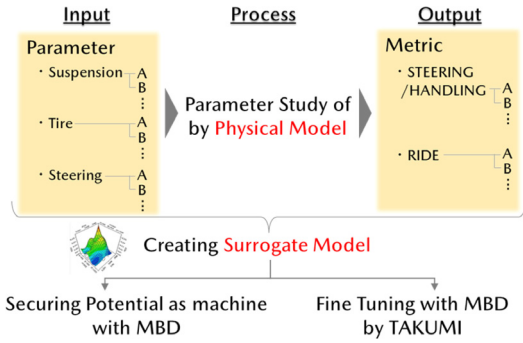 Input Process Output
Parameter
・Suspension A
B
⋮
・Tire A
B
⋮
・Steering A
B
⋮
Parameter Study of
by Physical Model
Metric
・STEERING
/HANDLING A
B
⋮
・RIDE A
B
⋮
Creating Surrogate Model
Securing Potential as machine
with MBD
Fine Tuning with MBD
by TAKUMI